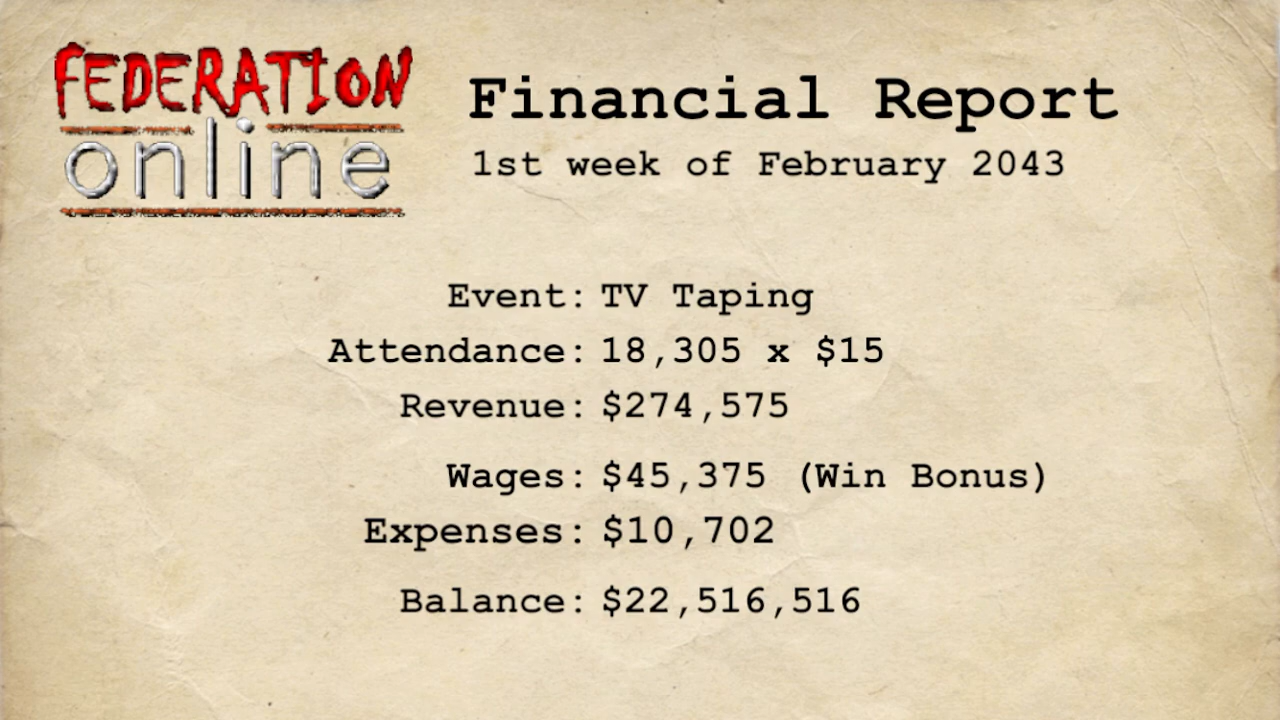 FEDERATION
online
Financial Report
1st week of February 2043
Event: TV Taping
Attendance: 18,305 x $15
Revenue: $274,575
Wages: $45,375 (Win Bonus)
Expenses: $10,702
Balance: $22,516,516